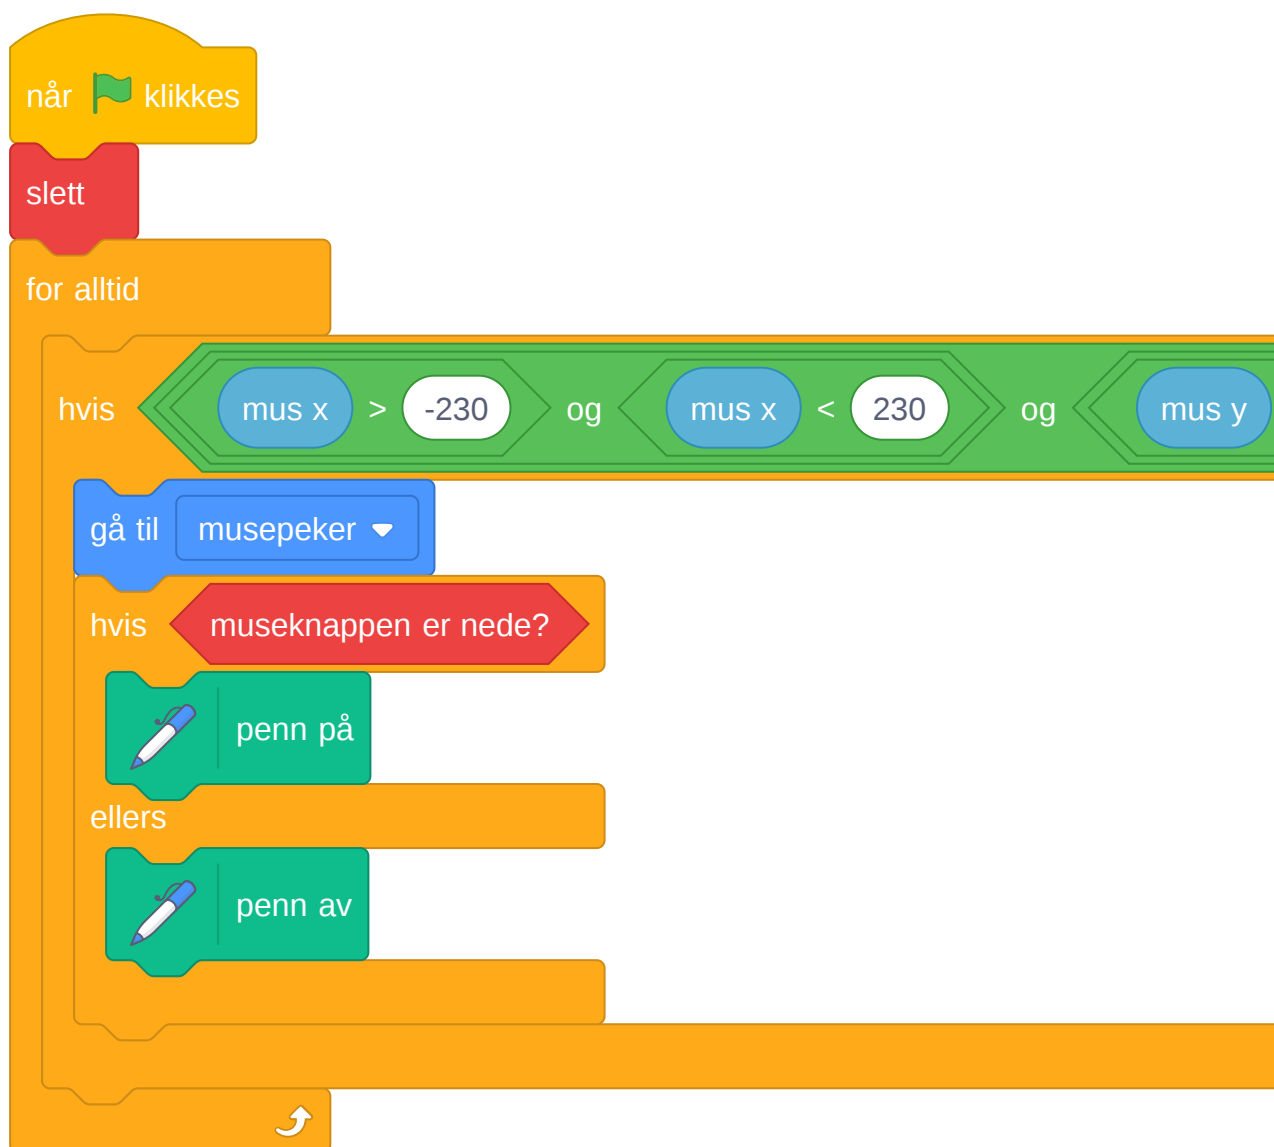 når klikkes
slett
for alltid
hvis mus x > -230 og mus x < 230 og mus y
gå til musepeker
hvis museknappen er nede?
penn på
ellers
penn av